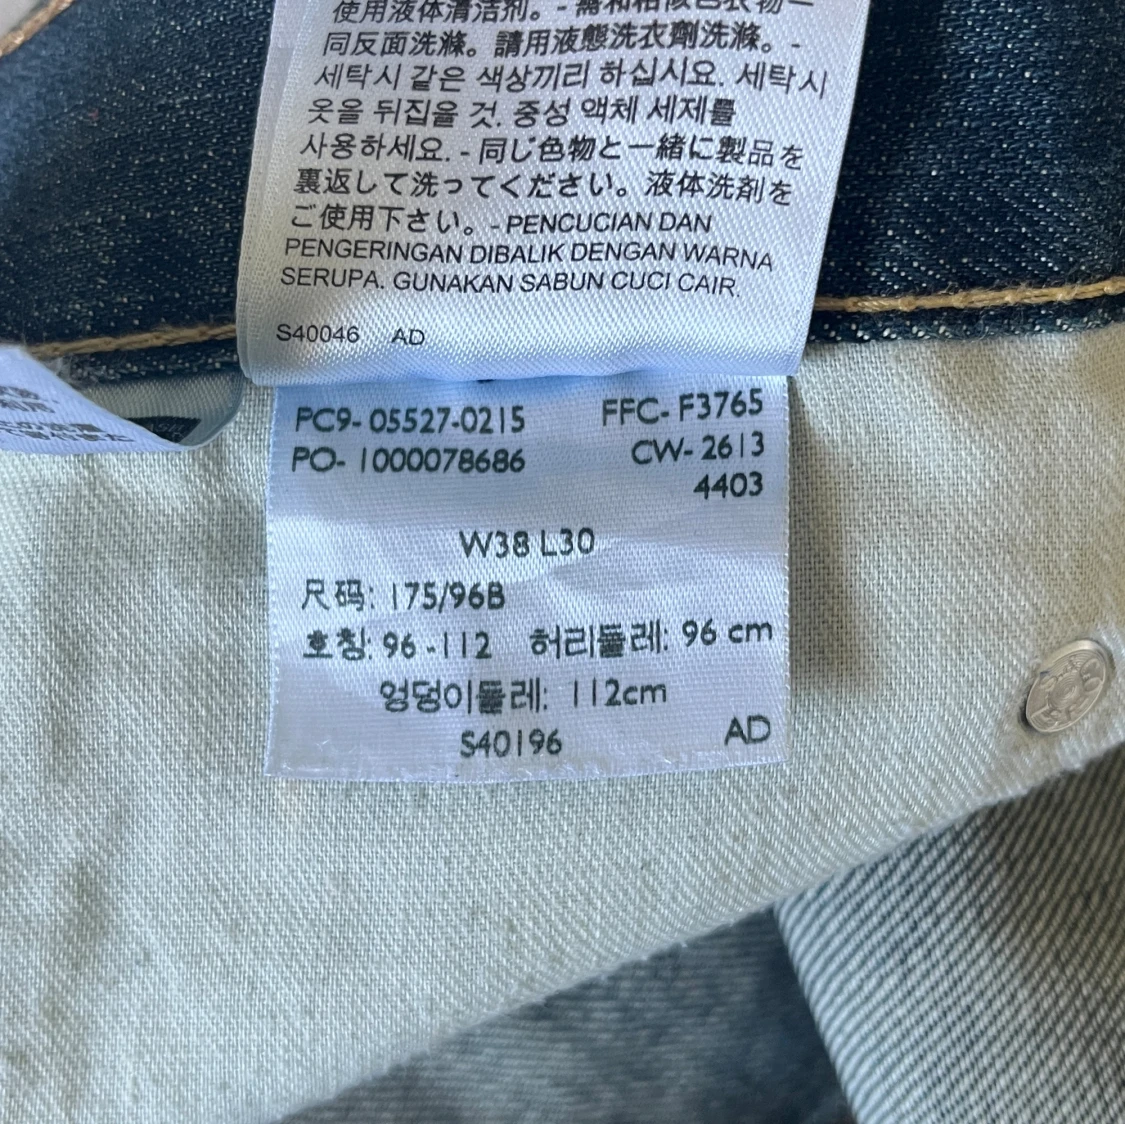 使用液体清洁剂。- 需和相似色衣物一
同反面洗滌。請用液態洗衣劑洗滌。-
세탁시 같은 색상끼리 하십시요. 세탁시
옷을 뒤집을 것. 중성 액체 세제를
사용하세요. - 同じ色物と一緒に製品を
裏返して洗ってください。液体洗剤を
ご使用下さい。- PENCUCIAN DAN
PENGERINGAN DIBALIK DENGAN WARNA
SERUPA. GUNAKAN SABUN CUCI CAIR.
S40046 AD
PC9- 05527-0215 FFC- F3765
PO- 1000078686 CW- 2613
4403
W38 L30
尺码: 175/96B
호칭: 96 -112 허리둘레: 96 cm
엉덩이둘레: 112cm
S40196 AD